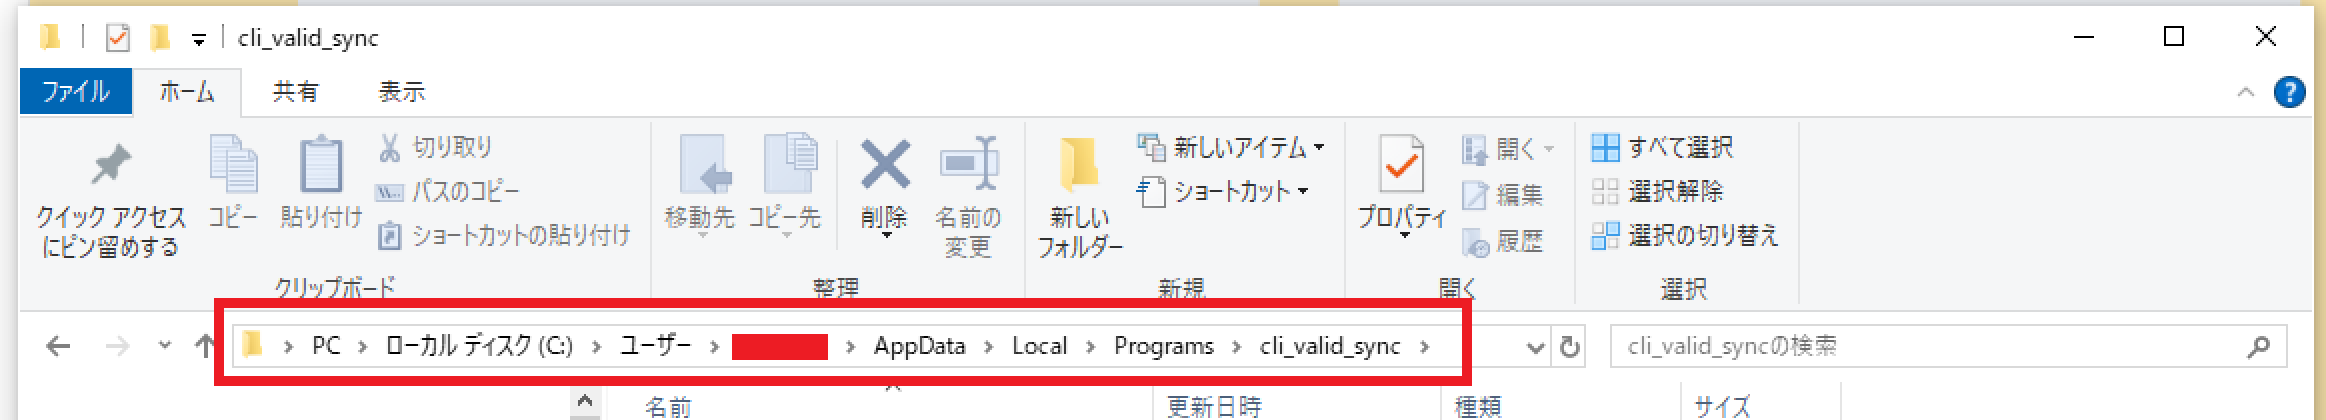 cli_valid_sync
ファイル ホーム 共有 表示
クイック アクセス
にピン留めする
コピー
貼り付け
切り取り
パスのコピー
ショートカットの貼り付け
クリップボード
移動先
コピー先
削除
名前の
変更
整理
新しい
フォルダー
新しいアイテム
ショートカット
新規
プロパティ
開く
編集
履歴
開く
すべて選択
選択解除
選択の切り替え
選択
PC › ローカル ディスク (C:) › ユーザー › › AppData › Local › Programs › cli_valid_sync ›
cli_valid_syncの検索
名前 更新日時 種類 サイズ